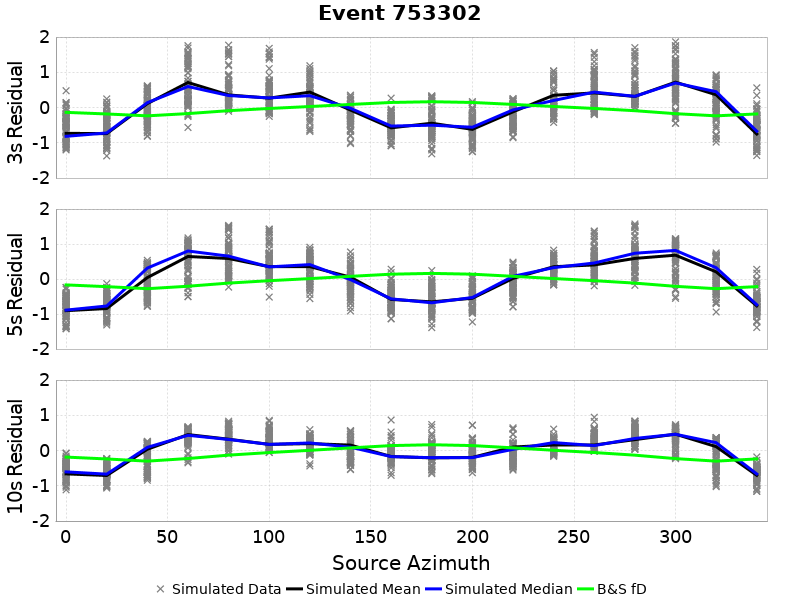 Event 753302
3s Residual
2
1
0
-1
-2
5s Residual
2
1
0
-1
-2
10s Residual
2
1
0
-1
-2
0 50 100 150 200 250 300
Source Azimuth
Simulated Data Simulated Mean Simulated Median B&S fD